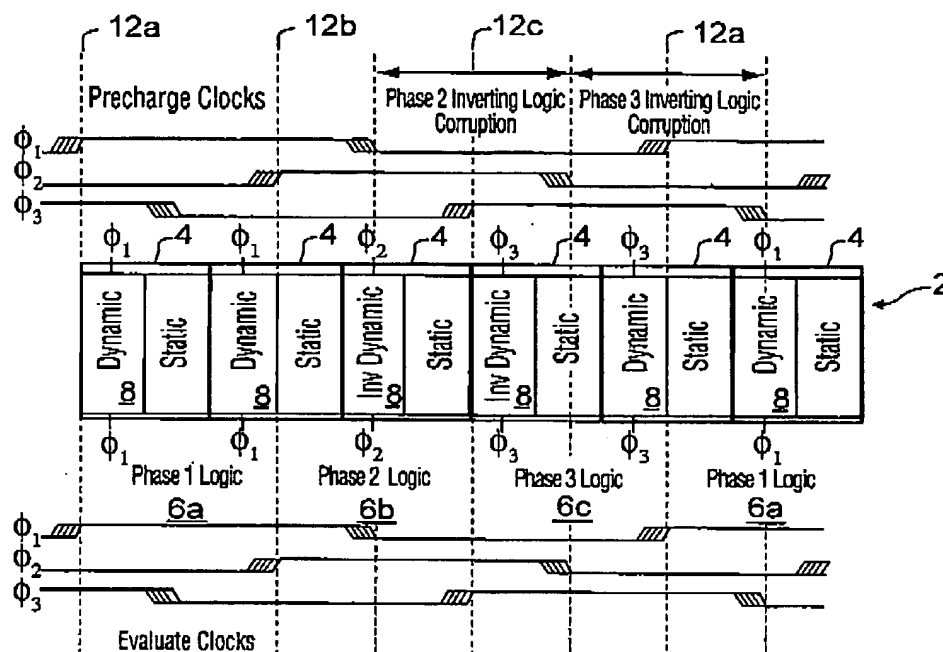 12a 12b 12c 12a
Precharge Clocks
Phase 2 Inverting Logic
Corruption
Phase 3 Inverting Logic
Corruption
Φ1
Φ2
Φ3
Φ1 4 Φ1 4 Φ2 4 Φ3 4 Φ3 4 Φ1 4
2
Dynamic Static Dynamic Static Inv Dynamic Static Inv Dynamic Static Dynamic Static Dynamic Static
8 8 8 8 8 8
Φ1 Φ1 Φ2 Φ3 Φ3 Φ1
Phase 1 Logic Phase 2 Logic Phase 3 Logic Phase 1 Logic
6a 6b 6c 6a
Φ1
Φ2
Φ3
Evaluate Clocks